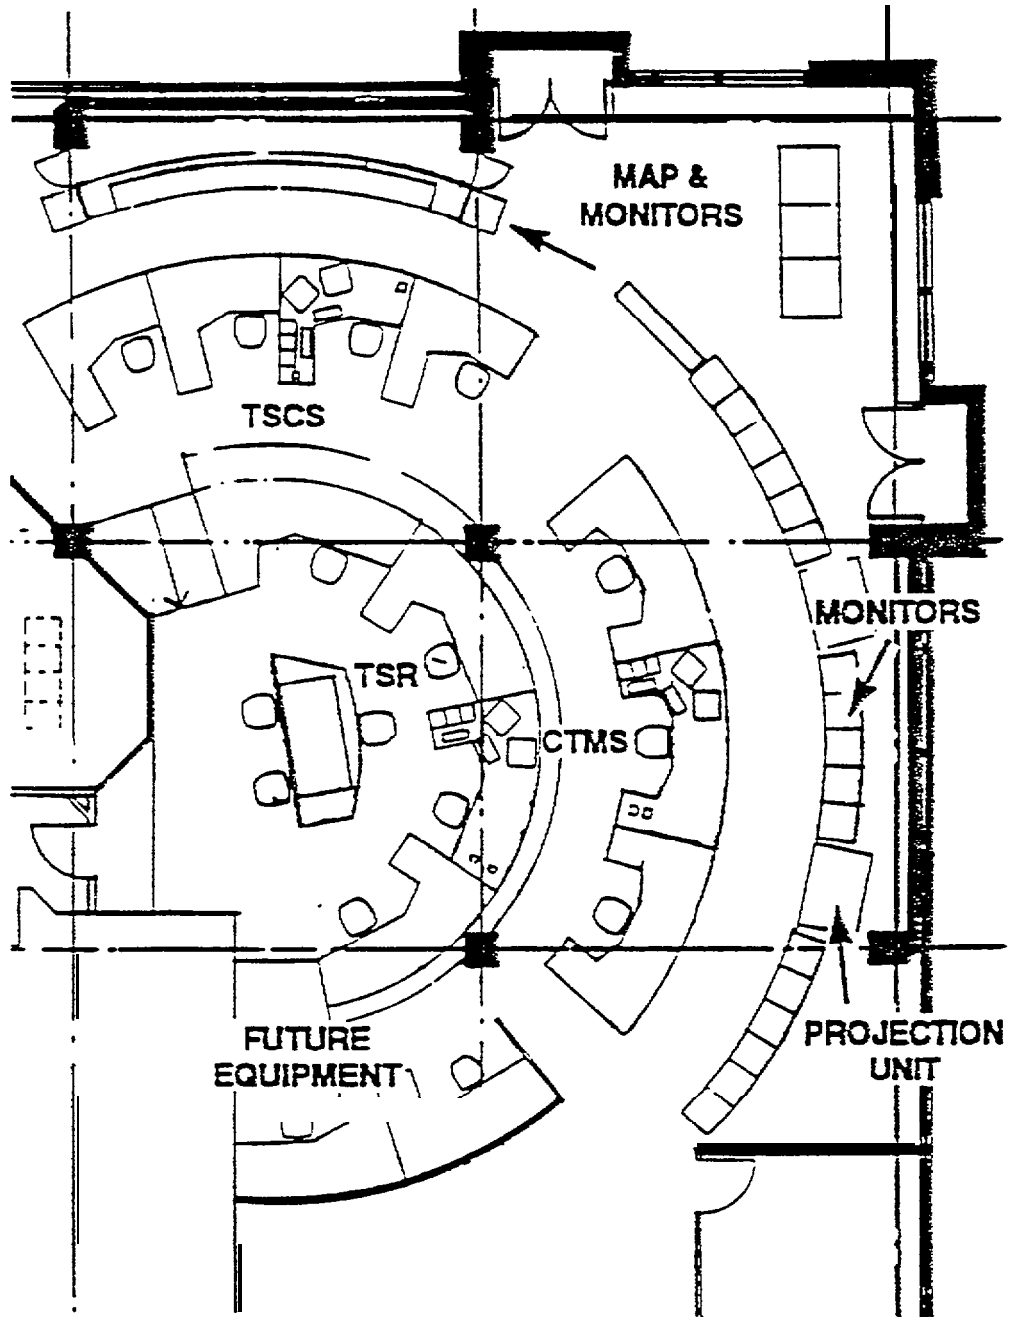 MAP &
MONITORS
TSCS
MONITORS
TSR
CTMS
PROJECTION
UNIT
FUTURE
EQUIPMENT